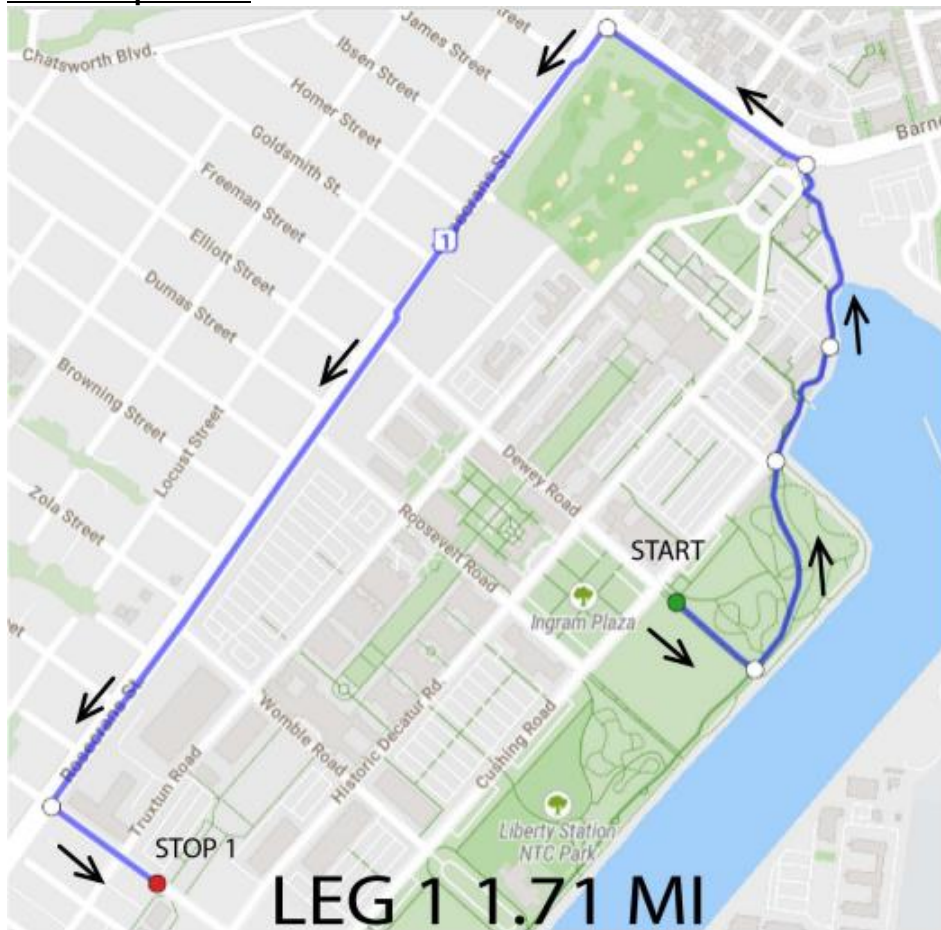 Chatsworth Blvd.
James Street
Street
Ibsen Street
Homer Street
Goldsmith St.
Freeman Street
Elliott Street
Dumas Street
Browning Street
Locust Street
Zola Street
1
Dewey Road
Roosevelt Road
START
Ingram Plaza
Rosecrans St.
Womble Road
Historic Decatur Rd.
Cushing Road
Truxtun Road
STOP 1
Liberty Station
NTC Park
LEG 1 1.71 MI